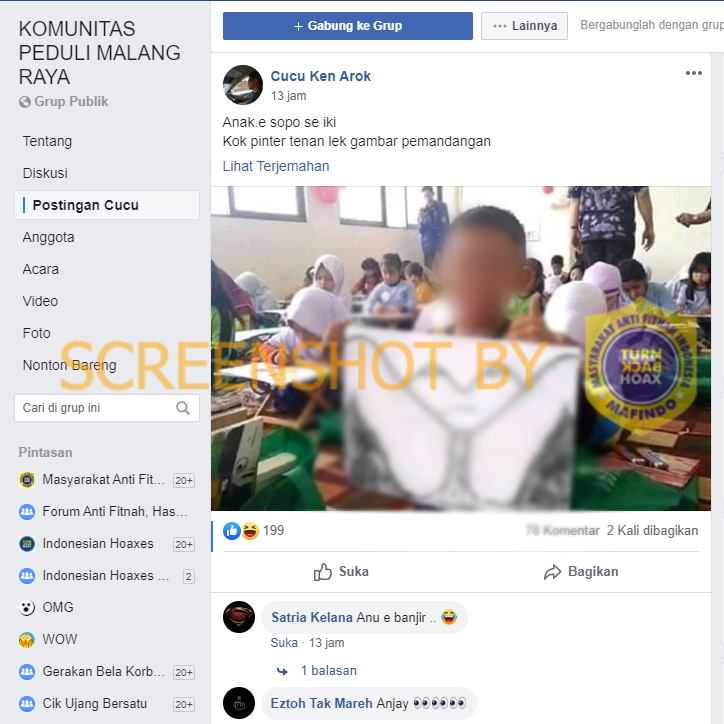 KOMUNITAS
PEDULI MALANG
RAYA
Grup Publik
Tentang
Diskusi
Postingan Cucu
Anggota
Acara
Video
Foto
Nonton Bareng
Cari di grup ini
Pintasan
Masyarakat Anti Fit... 20+
Forum Anti Fitnah, Has...
Indonesian Hoaxes 20+
Indonesian Hoaxes ... 2
OMG
WOW
Gerakan Bela Korb... 20+
Cik Ujang Bersatu 20+
+ Gabung ke Grup
Lainnya
Bergabunglah dengan grup
Cucu Ken Arok
13 jam
Anak.e sopo se iki
Kok pinter tenan lek gambar pemandangan
Lihat Terjemahan
SCREENSHOT BY
MASYARAKAT ANTI FITNAH INDONESIA
TURN
BACK
HOAX
MAFINDO
199
78 Komentar 2 Kali dibagikan
Suka
Bagikan
Satria Kelana Anu e banjir .. 😂
Suka · 13 jam
1 balasan
Eztoh Tak Mareh Anjay 👀👀👀